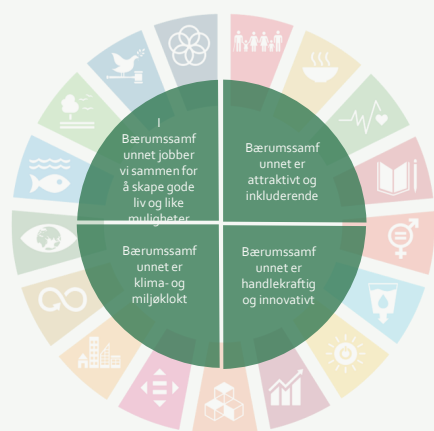 I
Bærumssamf
unnet jobber
vi sammen for
å skape gode
liv og like
muligheter
Bærumssamf
unnet er
attraktivt og
inkluderende
Bærumssamf
unnet er
klima- og
miljøklokt
Bærumssamf
unnet er
handlekraftig
og innovativt